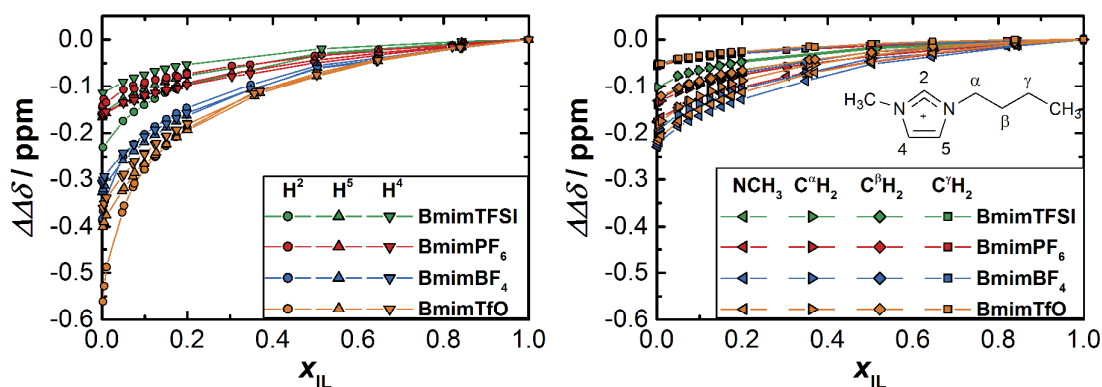 0.0
-0.1
-0.2
-0.3
-0.4
-0.5
-0.6
ΔΔδ / ppm
H² H⁵ H⁴
BmimTFSI
BmimPF₆
BmimBF₄
BmimTfO
0.0 0.2 0.4 0.6 0.8 1.0
x_IL
0.0
-0.1
-0.2
-0.3
-0.4
-0.5
-0.6
ΔΔδ / ppm
2 α γ
H₃C N N CH₃
+ β
4 5
NCH₃ CᵅH₂ CᵝH₂ CᵞH₂
BmimTFSI
BmimPF₆
BmimBF₄
BmimTfO
0.0 0.2 0.4 0.6 0.8 1.0
x_IL